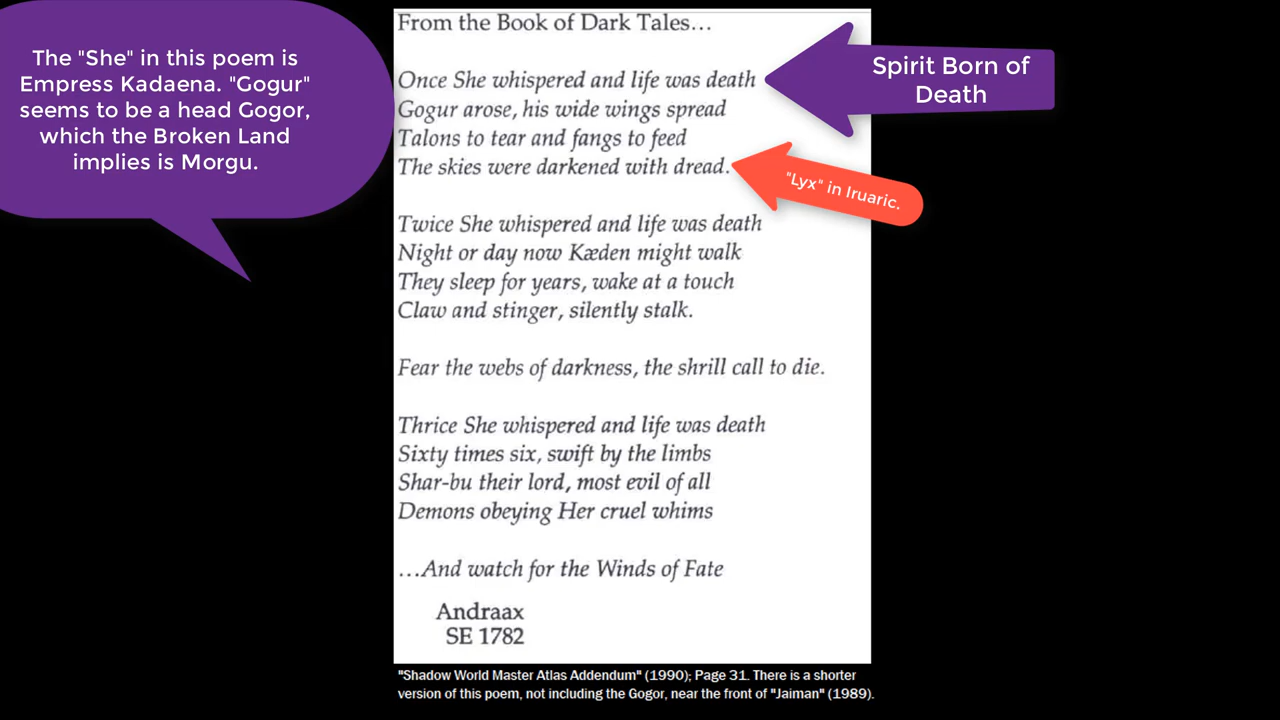 The "She" in this poem is
Empress Kadaena. "Gogur"
seems to be a head Gogor,
which the Broken Land
implies is Morgu.
From the Book of Dark Tales…
Once She whispered and life was death
Gogur arose, his wide wings spread
Talons to tear and fangs to feed
The skies were darkened with dread.
Spirit Born of
Death
"Lyx" in Iruaric.
Twice She whispered and life was death
Night or day now Kæden might walk
They sleep for years, wake at a touch
Claw and stinger, silently stalk.
Fear the webs of darkness, the shrill call to die.
Thrice She whispered and life was death
Sixty times six, swift by the limbs
Shar-bu their lord, most evil of all
Demons obeying Her cruel whims
…And watch for the Winds of Fate
Andraax
SE 1782
"Shadow World Master Atlas Addendum" (1990); Page 31. There is a shorter
version of this poem, not including the Gogor, near the front of "Jaiman" (1989).